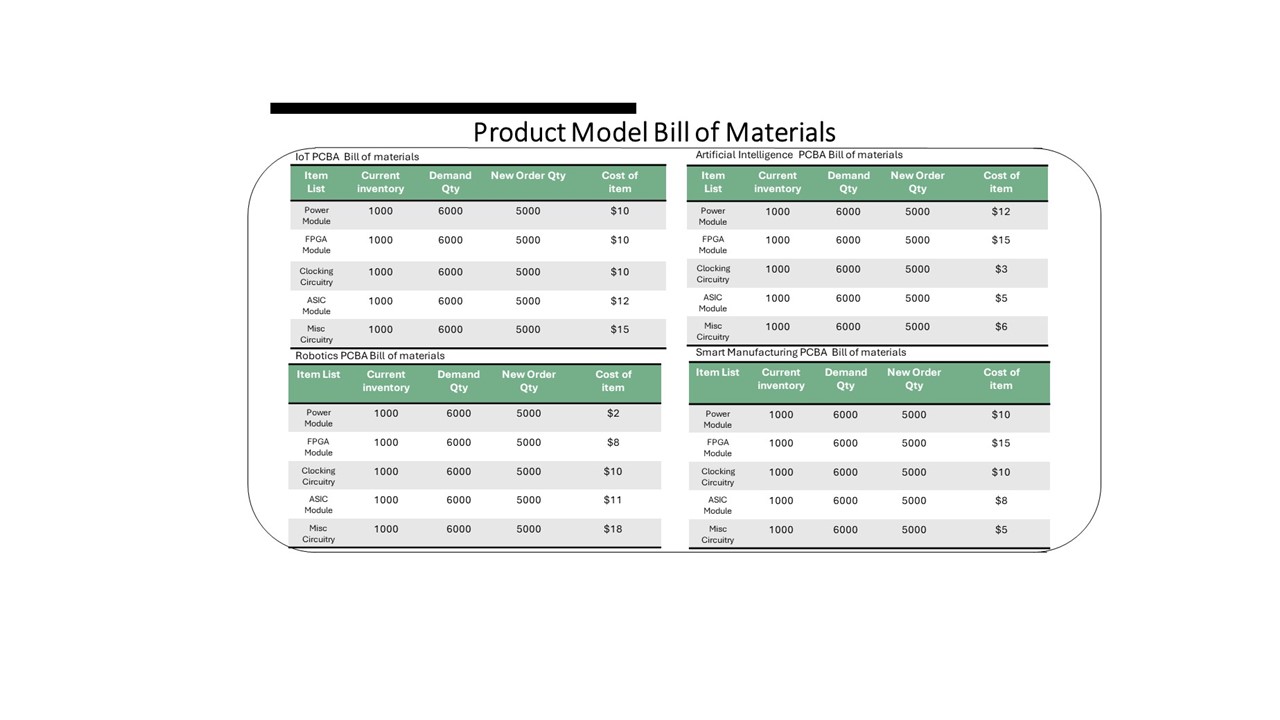 Product Model Bill of Materials
IoT PCBA Bill of materials
Item List Current inventory Demand Qty New Order Qty Cost of item
Power Module 1000 6000 5000 $10
FPGA Module 1000 6000 5000 $10
Clocking Circuitry 1000 6000 5000 $10
ASIC Module 1000 6000 5000 $12
Misc Circuitry 1000 6000 5000 $15
Artificial Intelligence PCBA Bill of materials
Item List Current inventory Demand Qty New Order Qty Cost of item
Power Module 1000 6000 5000 $12
FPGA Module 1000 6000 5000 $15
Clocking Circuitry 1000 6000 5000 $3
ASIC Module 1000 6000 5000 $5
Misc Circuitry 1000 6000 5000 $6
Robotics PCBA Bill of materials
Item List Current inventory Demand Qty New Order Qty Cost of item
Power Module 1000 6000 5000 $2
FPGA Module 1000 6000 5000 $8
Clocking Circuitry 1000 6000 5000 $10
ASIC Module 1000 6000 5000 $11
Misc Circuitry 1000 6000 5000 $18
Smart Manufacturing PCBA Bill of materials
Item List Current inventory Demand Qty New Order Qty Cost of item
Power Module 1000 6000 5000 $10
FPGA Module 1000 6000 5000 $15
Clocking Circuitry 1000 6000 5000 $10
ASIC Module 1000 6000 5000 $8
Misc Circuitry 1000 6000 5000 $5